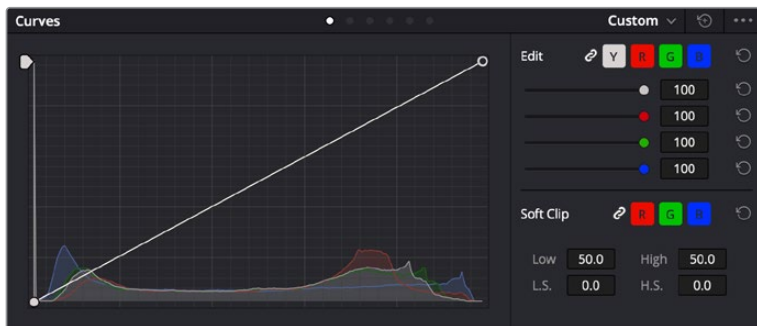 Curves Custom
Edit Y R G B
100
100
100
100
Soft Clip R G B
Low 50.0 High 50.0
L.S. 0.0 H.S. 0.0